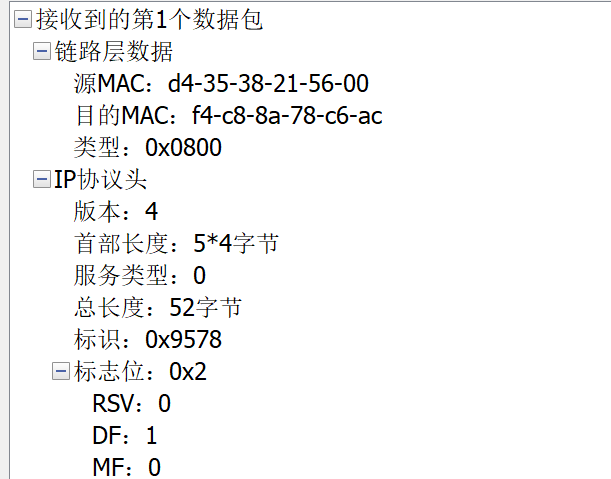 接收到的第1个数据包
链路层数据
源MAC：d4-35-38-21-56-00
目的MAC：f4-c8-8a-78-c6-ac
类型：0x0800
IP协议头
版本：4
首部长度：5*4字节
服务类型：0
总长度：52字节
标识：0x9578
标志位：0x2
RSV：0
DF：1
MF：0